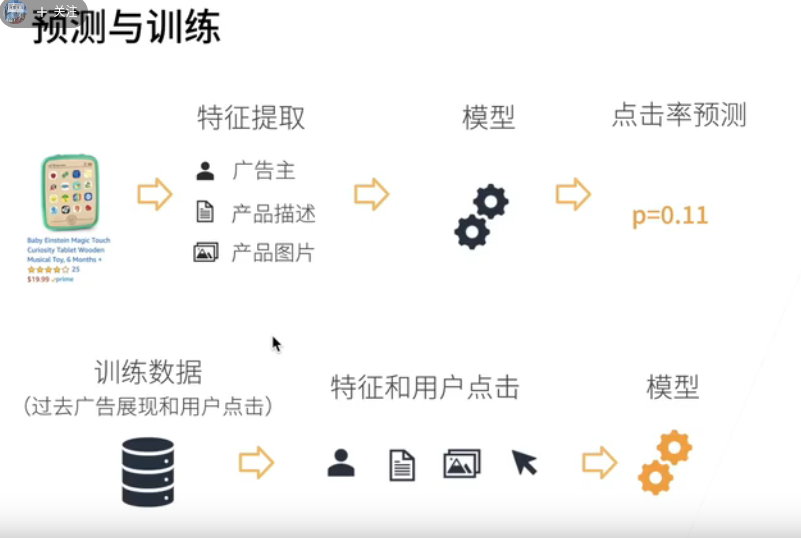 + 关注
预测与训练
特征提取
模型
点击率预测
广告主
产品描述
产品图片
p=0.11
Baby Einstein Magic Touch
Curiosity Tablet Wooden
Musical Toy, 6 Months +
25
$19.99 prime
训练数据
(过去广告展现和用户点击)
特征和用户点击
模型